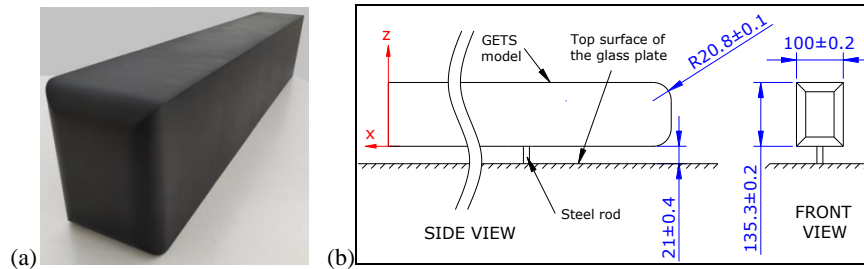 (a)
(b)
z
x
GETS
model
Top surface of
the glass plate
R20.8±0.1
100±0.2
135.3±0.2
21±0.4
Steel rod
SIDE VIEW
FRONT
VIEW